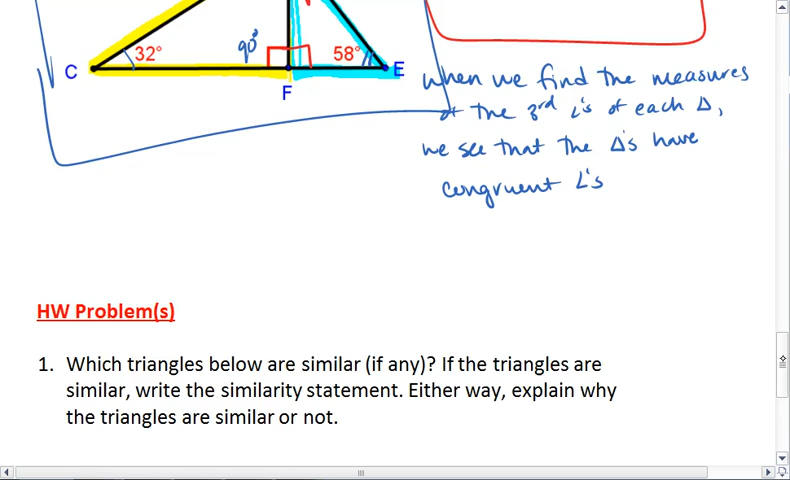 32°
90°
58°
C
E
F
When we find the measures
of the 3rd ∠'s of each Δ,
we see that the Δ's have
congruent ∠'s
HW Problem(s)
1. Which triangles below are similar (if any)? If the triangles are
similar, write the similarity statement. Either way, explain why
the triangles are similar or not.